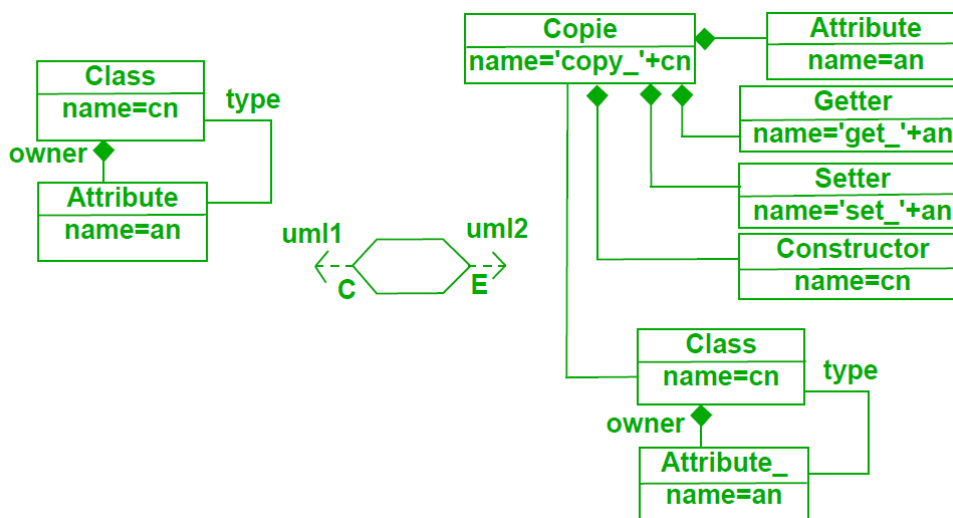 Class
name=cn
type
owner
Attribute
name=an
uml1
uml2
C
E
Copie
name='copy_'+cn
Attribute
name=an
Getter
name='get_'+an
Setter
name='set_'+an
Constructor
name=cn
Class
name=cn
type
owner
Attribute_
name=an